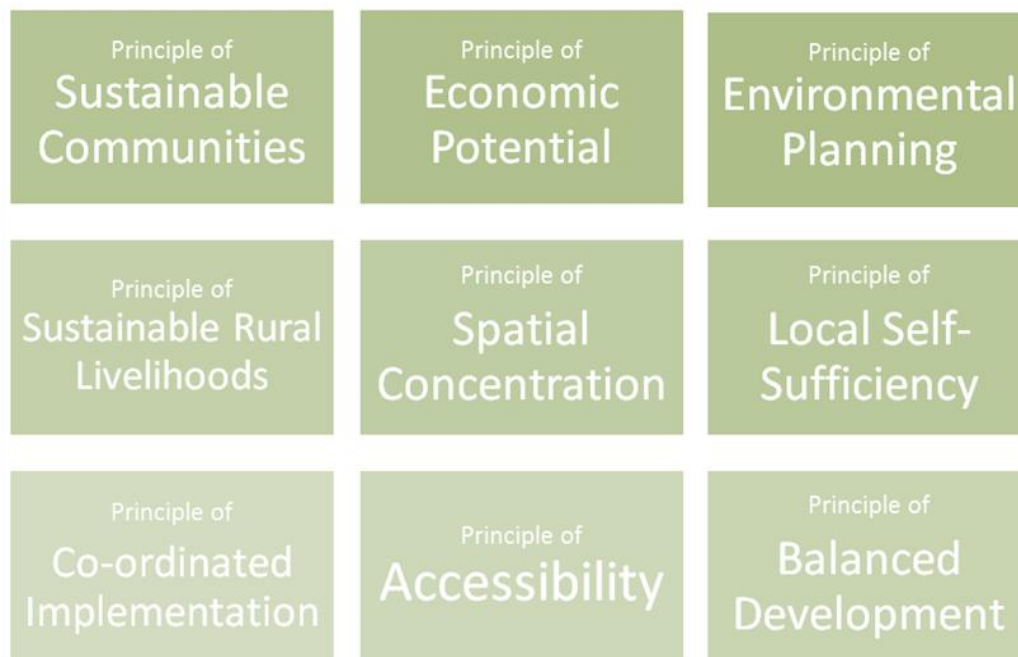 Principle of
Sustainable
Communities
Principle of
Economic
Potential
Principle of
Environmental
Planning
Principle of
Sustainable Rural
Livelihoods
Principle of
Spatial
Concentration
Principle of
Local Self-
Sufficiency
Principle of
Co-ordinated
Implementation
Principle of
Accessibility
Principle of
Balanced
Development